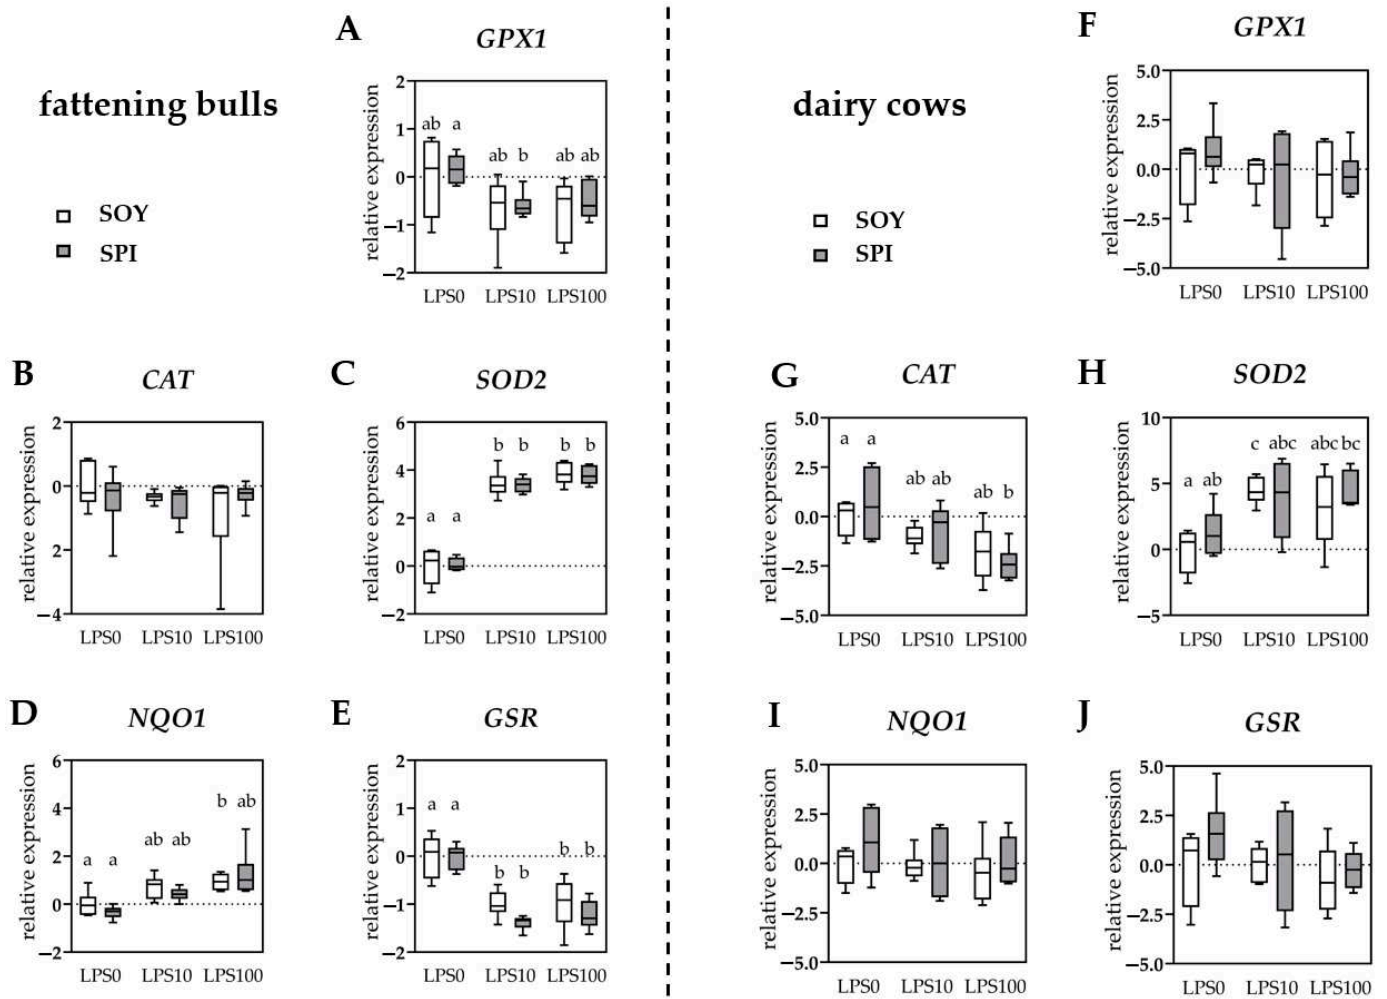 A
GPX1
fattening bulls
SOY
SPI
relative expression
2
1
0
−1
−2
ab a
ab b
ab ab
LPS0 LPS10 LPS100
B
CAT
relative expression
2
0
2
−4
LPS0 LPS10 LPS100
C
SOD2
relative expression
6
4
2
0
−2
a a
b b
b b
LPS0 LPS10 LPS100
D
NQO1
relative expression
6
4
2
0
−2
a a
ab ab
b ab
LPS0 LPS10 LPS100
E
GSR
relative expression
2
1
0
−1
−2
a a
b b
b b
LPS0 LPS10 LPS100
F
GPX1
dairy cows
SOY
SPI
relative expression
5.0
2.5
0.0
−2.5
−5.0
LPS0 LPS10 LPS100
G
CAT
relative expression
5.0
2.5
0.0
−2.5
−5.0
a a
ab ab
ab b
LPS0 LPS10 LPS100
H
SOD2
relative expression
10
5
0
−5
a ab
c abc
abc bc
LPS0 LPS10 LPS100
I
NQO1
relative expression
5.0
2.5
0.0
−2.5
−5.0
LPS0 LPS10 LPS100
J
GSR
relative expression
5.0
2.5
0.0
−2.5
−5.0
LPS0 LPS10 LPS100